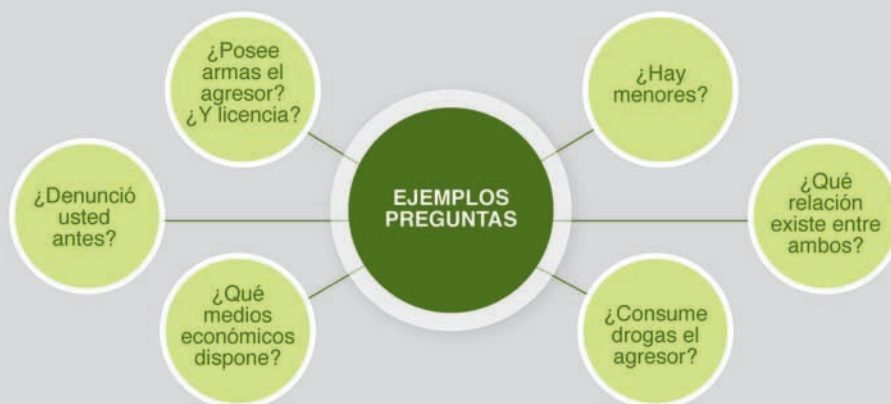 ¿Posee
armas el
agresor?
¿Y licencia?
¿Hay
menores?
¿Denunció
usted
antes?
EJEMPLOS
PREGUNTAS
¿Qué
relación
existe entre
ambos?
¿Qué
medios
económicos
dispone?
¿Consume
drogas el
agresor?